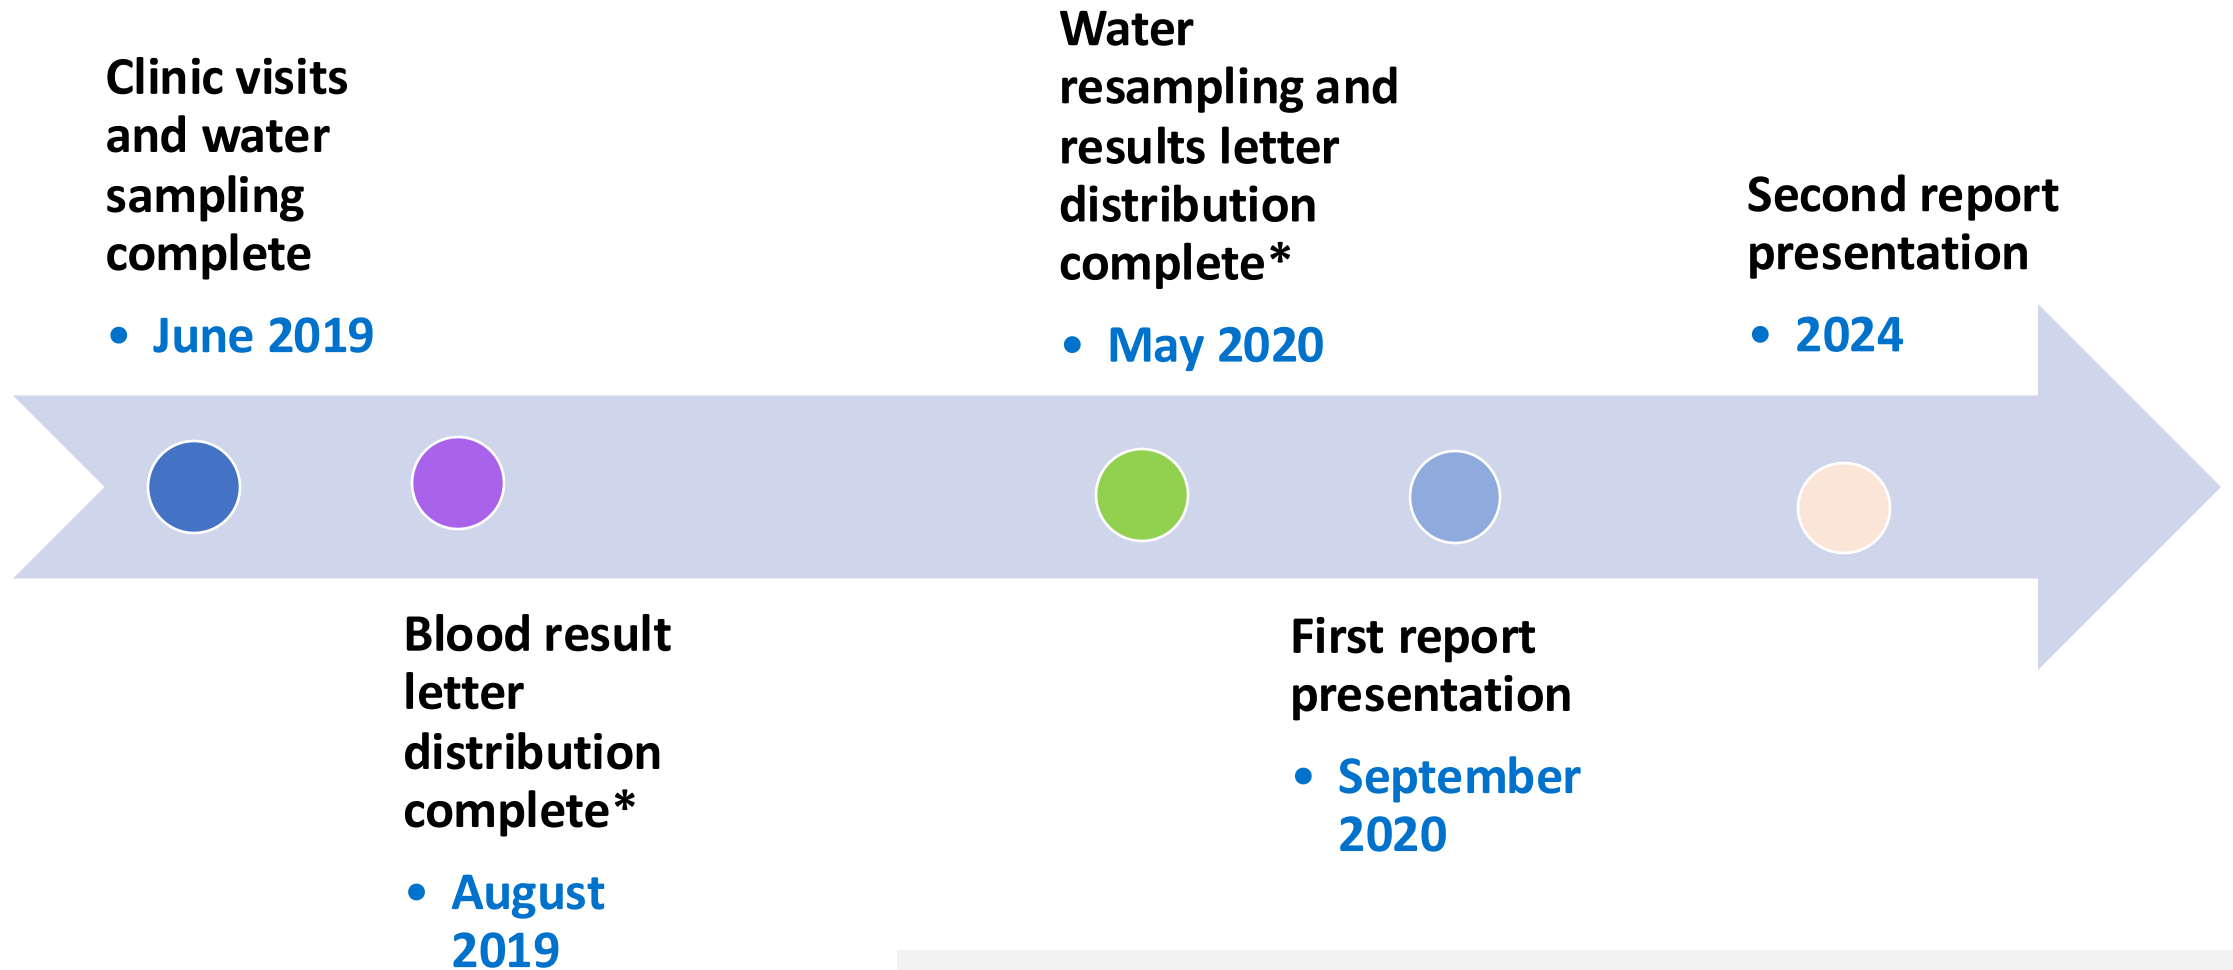 Clinic visits
and water
sampling
complete
• June 2019
Blood result
letter
distribution
complete*
• August
2019
Water
resampling and
results letter
distribution
complete*
• May 2020
First report
presentation
• September
2020
Second report
presentation
• 2024